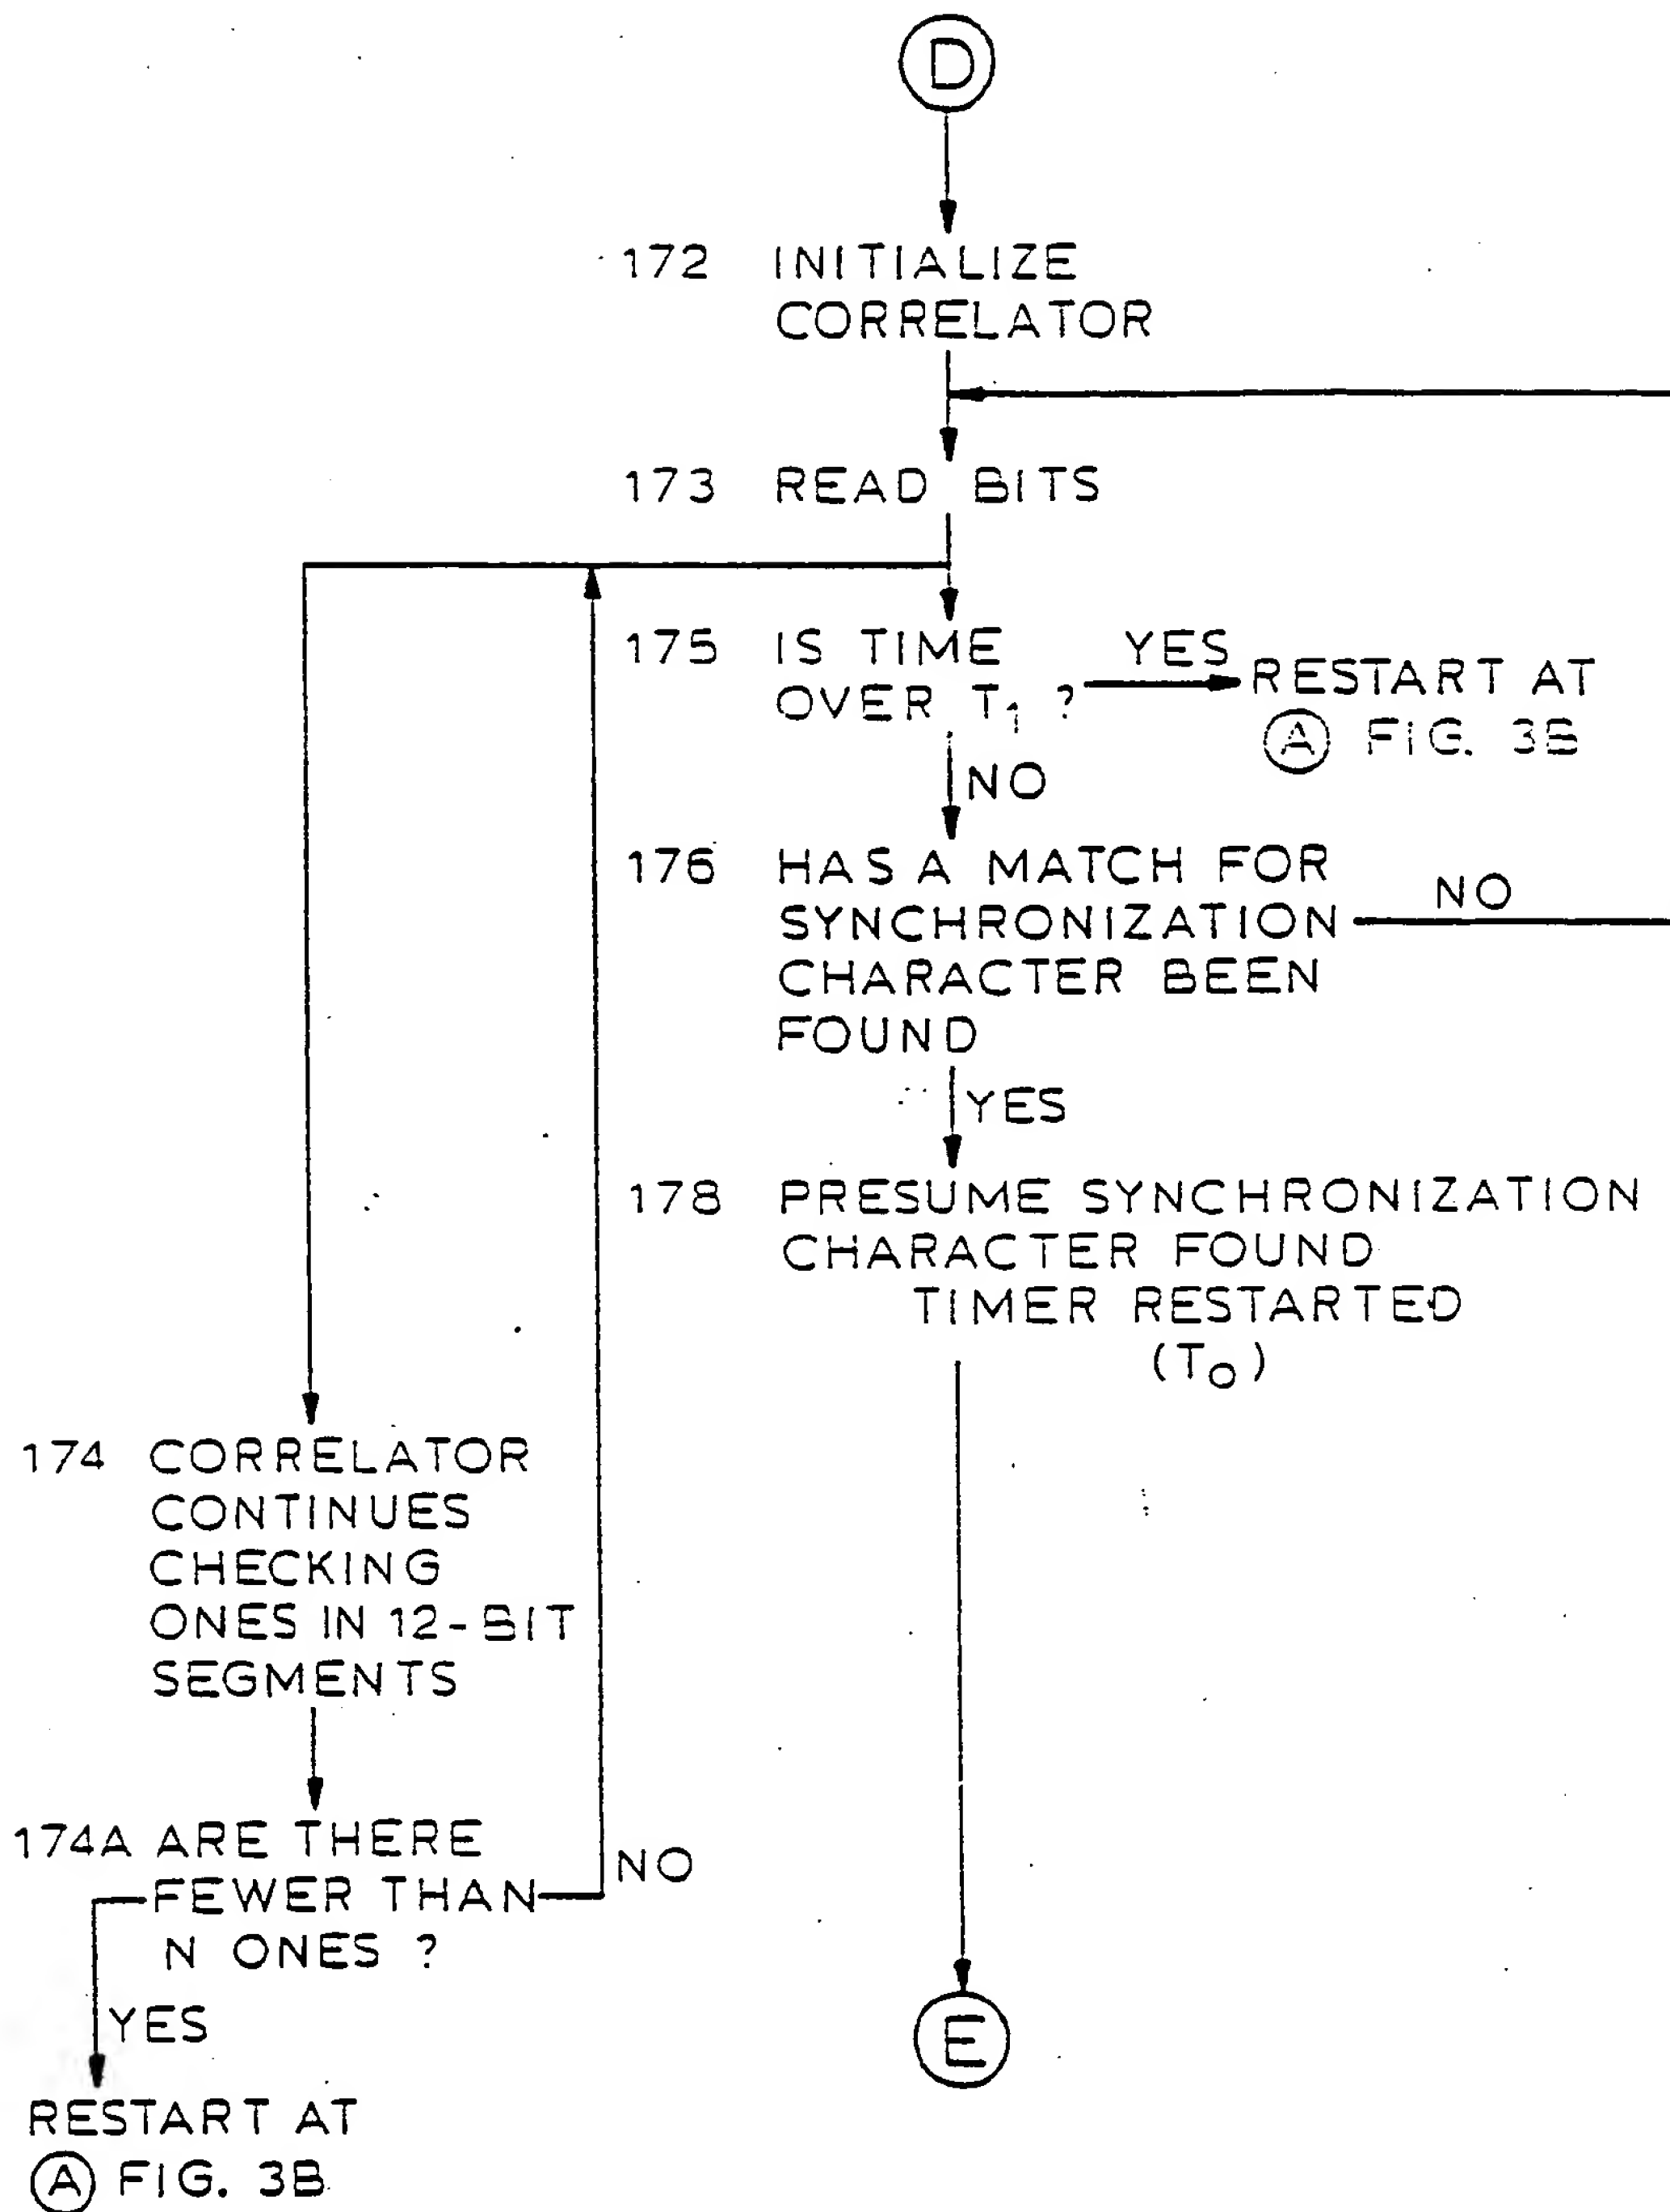 D
172 INITIALIZE
CORRELATOR
173 READ BITS
175 IS TIME
OVER T₁ ?
YES
RESTART AT
A FIG. 3B
NO
176 HAS A MATCH FOR
SYNCHRONIZATION
CHARACTER BEEN
FOUND
NO
YES
178 PRESUME SYNCHRONIZATION
CHARACTER FOUND
TIMER RESTARTED
(T₀)
174 CORRELATOR
CONTINUES
CHECKING
ONES IN 12-BIT
SEGMENTS
174A ARE THERE
FEWER THAN
N ONES ?
NO
YES
RESTART AT
A FIG. 3B
E